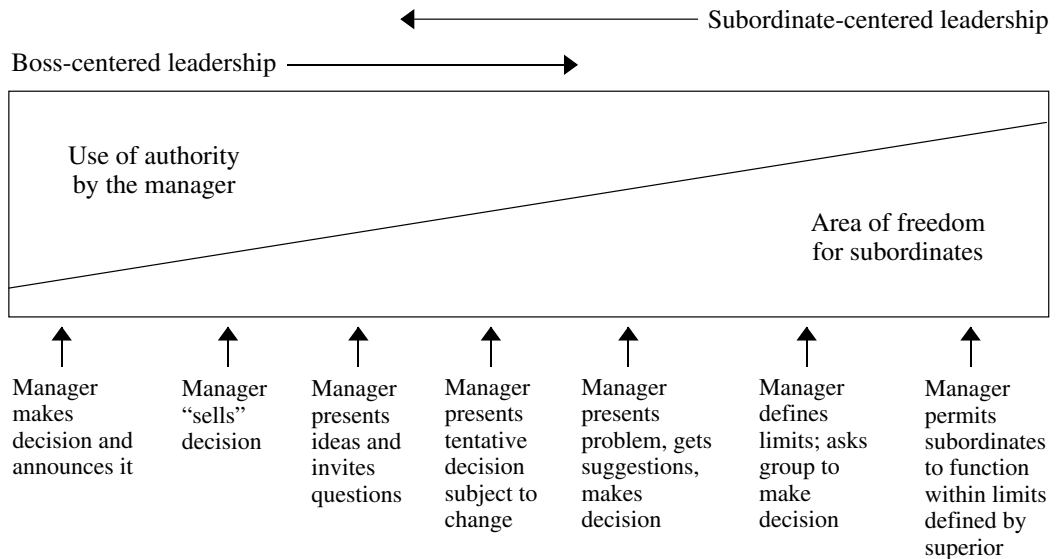 Subordinate-centered leadership
Boss-centered leadership
Use of authority
by the manager
Area of freedom
for subordinates
Manager
makes
decision and
announces it
Manager
“sells”
decision
Manager
presents
ideas and
invites
questions
Manager
presents
tentative
decision
subject to
change
Manager
presents
problem, gets
suggestions,
makes
decision
Manager
defines
limits; asks
group to
make
decision
Manager
permits
subordinates
to function
within limits
defined by
superior